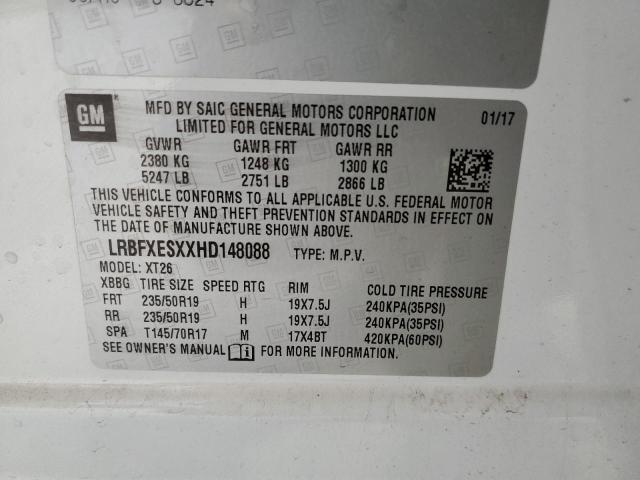 GM
MFD BY SAIC GENERAL MOTORS CORPORATION 01/17
LIMITED FOR GENERAL MOTORS LLC
GVWR GAWR FRT GAWR RR
2380 KG 1248 KG 1300 KG
5247 LB 2751 LB 2866 LB
THIS VEHICLE CONFORMS TO ALL APPLICABLE U.S. FEDERAL MOTOR
VEHICLE SAFETY AND THEFT PREVENTION STANDARDS IN EFFECT ON
THE DATE OF MANUFACTURE SHOWN ABOVE.
LRBFXESXXHD148088 TYPE: M.P.V.
MODEL: XT26
XBBG TIRE SIZE SPEED RTG RIM COLD TIRE PRESSURE
FRT 235/50R19 H 19X7.5J 240KPA(35PSI)
RR 235/50R19 H 19X7.5J 240KPA(35PSI)
SPA T145/70R17 M 17X4BT 420KPA(60PSI)
SEE OWNER'S MANUAL FOR MORE INFORMATION.